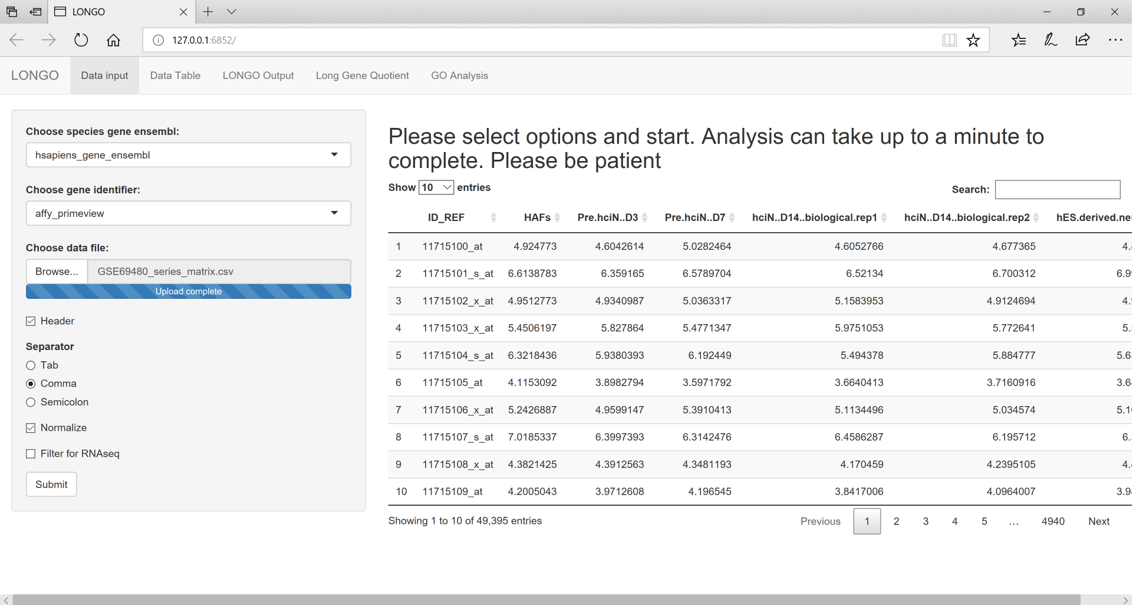 LONGO
127.0.0.1:6852/
LONGO Data input Data Table LONGO Output Long Gene Quotient GO Analysis
Choose species gene ensembl:
hsapiens_gene_ensembl
Choose gene identifier:
affy_primeview
Choose data file:
Browse... GSE69480_series_matrix.csv
Upload complete
Header
Separator
Tab
Comma
Semicolon
Normalize
Filter for RNAseq
Submit
Please select options and start. Analysis can take up to a minute to
complete. Please be patient
Show 10 entries Search:
ID_REF HAFs Pre.hciN..D3 Pre.hciN..D7 hciN..D14..biological.rep1 hciN..D14..biological.rep2 hES.derived.ne
1 11715100_at 4.924773 4.6042614 5.0282464 4.6052766 4.677365 4.
2 11715101_s_at 6.6138783 6.359165 6.5789704 6.52134 6.700312 6.9
3 11715102_x_at 4.9512773 4.9340987 5.0363317 5.1583953 4.9124694 4.
4 11715103_x_at 5.4506197 5.827864 5.4771347 5.9751053 5.772641 5.
5 11715104_s_at 6.3218436 5.9380393 6.192449 5.494378 5.884777 5.6
6 11715105_at 4.1153092 3.8982794 3.5971792 3.6640413 3.7160916 3.6
7 11715106_x_at 5.2426887 4.9599147 5.3910413 5.1134496 5.034574 5.1
8 11715107_s_at 7.0185337 6.3997393 6.3142476 6.4586287 6.195712 6.
9 11715108_x_at 4.3821425 4.3912563 4.3481193 4.170459 4.2395105 4.
10 11715109_at 4.2005043 3.9712608 4.196545 3.8417006 4.0964007 3.9
Showing 1 to 10 of 49,395 entries Previous 1 2 3 4 5 … 4940 Next